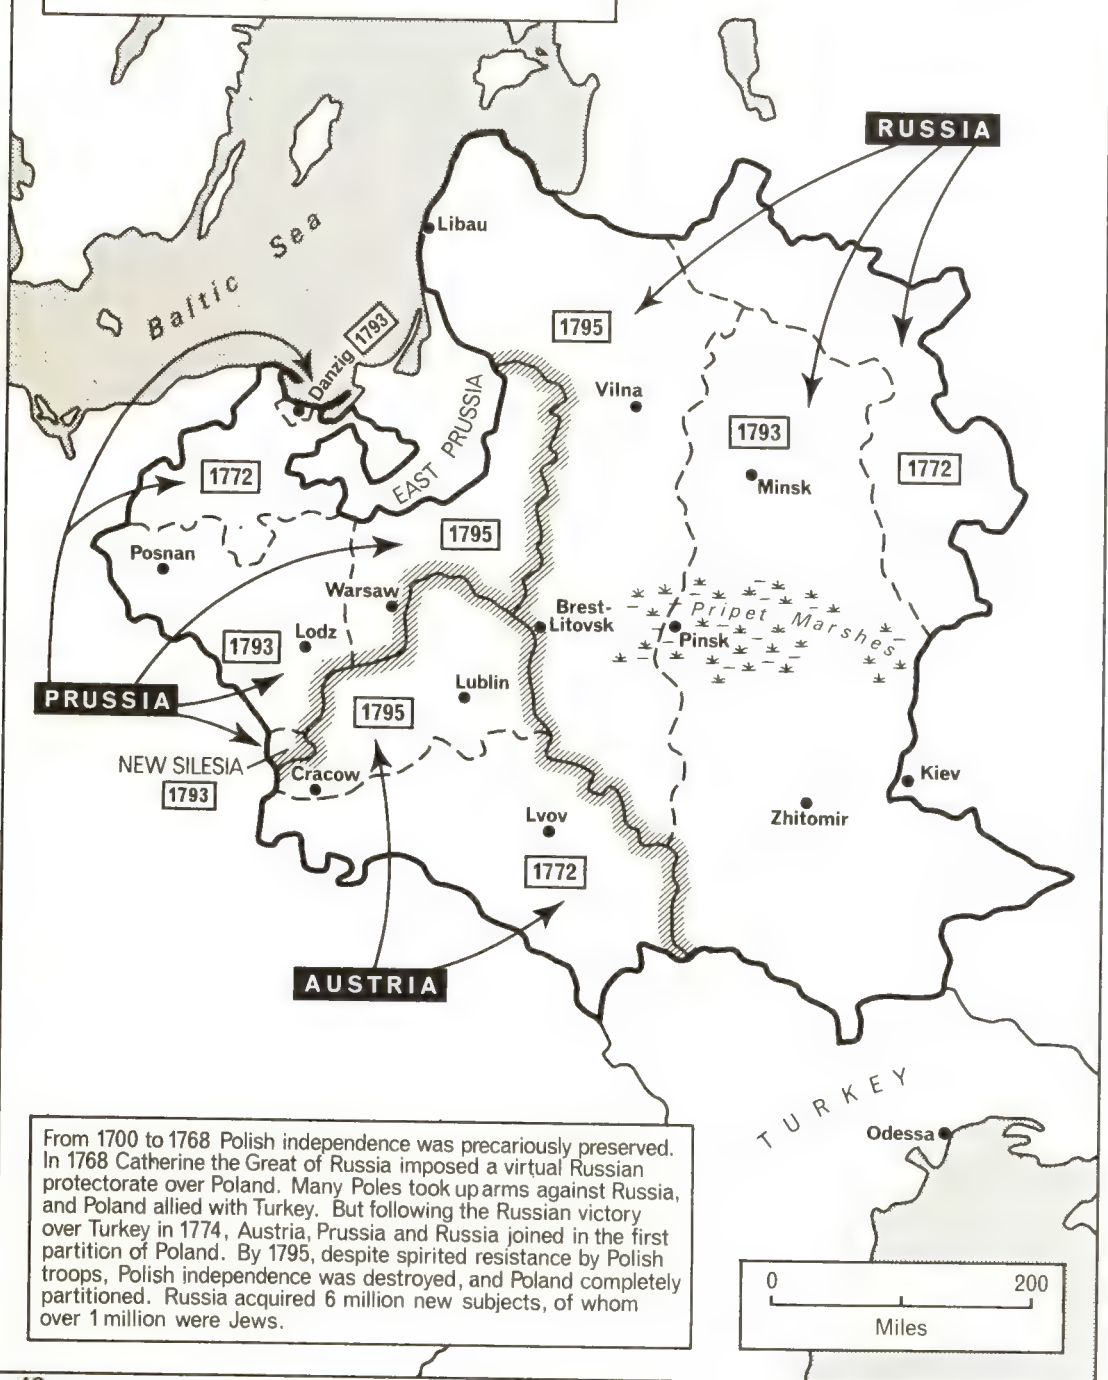 RUSSIA
Libau
Baltic Sea
1795
Danzig 1793
Vilna
EAST PRUSSIA
1793
1772
1772
Minsk
1795
Posnan
Warsaw
Brest-
Litovsk
Pripet Marshes
Pinsk
Lodz
1793
Lublin
PRUSSIA
1795
NEW SILESIA
1793
Cracow
Kiev
Zhitomir
Lvov
1772
AUSTRIA
TURKEY
Odessa
From 1700 to 1768 Polish independence was precariously preserved.
In 1768 Catherine the Great of Russia imposed a virtual Russian
protectorate over Poland. Many Poles took up arms against Russia,
and Poland allied with Turkey. But following the Russian victory
over Turkey in 1774, Austria, Prussia and Russia joined in the first
partition of Poland. By 1795, despite spirited resistance by Polish
troops, Polish independence was destroyed, and Poland completely
partitioned. Russia acquired 6 million new subjects, of whom
over 1 million were Jews.
0 200
Miles